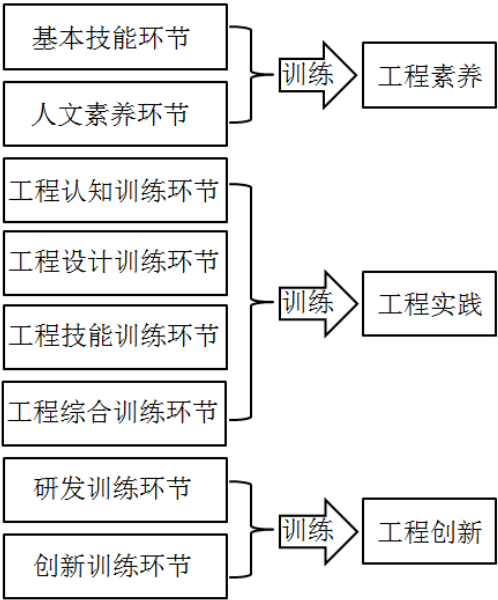 基本技能环节
人文素养环节
训练
工程素养
工程认知训练环节
工程设计训练环节
工程技能训练环节
工程综合训练环节
训练
工程实践
研发训练环节
创新训练环节
训练
工程创新